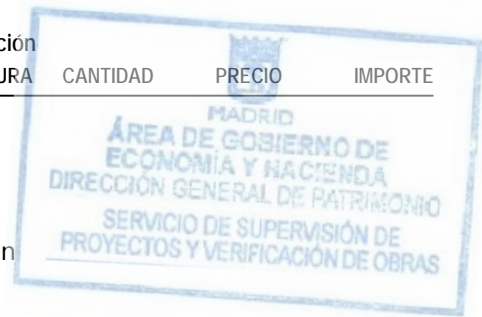 ción
URA CANTIDAD PRECIO IMPORTE
MADRID
ÁREA DE GOBIERNO DE
ECONOMÍA Y HACIENDA
DIRECCIÓN GENERAL DE PATRIMONIO
SERVICIO DE SUPERVISIÓN DE
n
PROYECTOS Y VERIFICACIÓN DE OBRAS